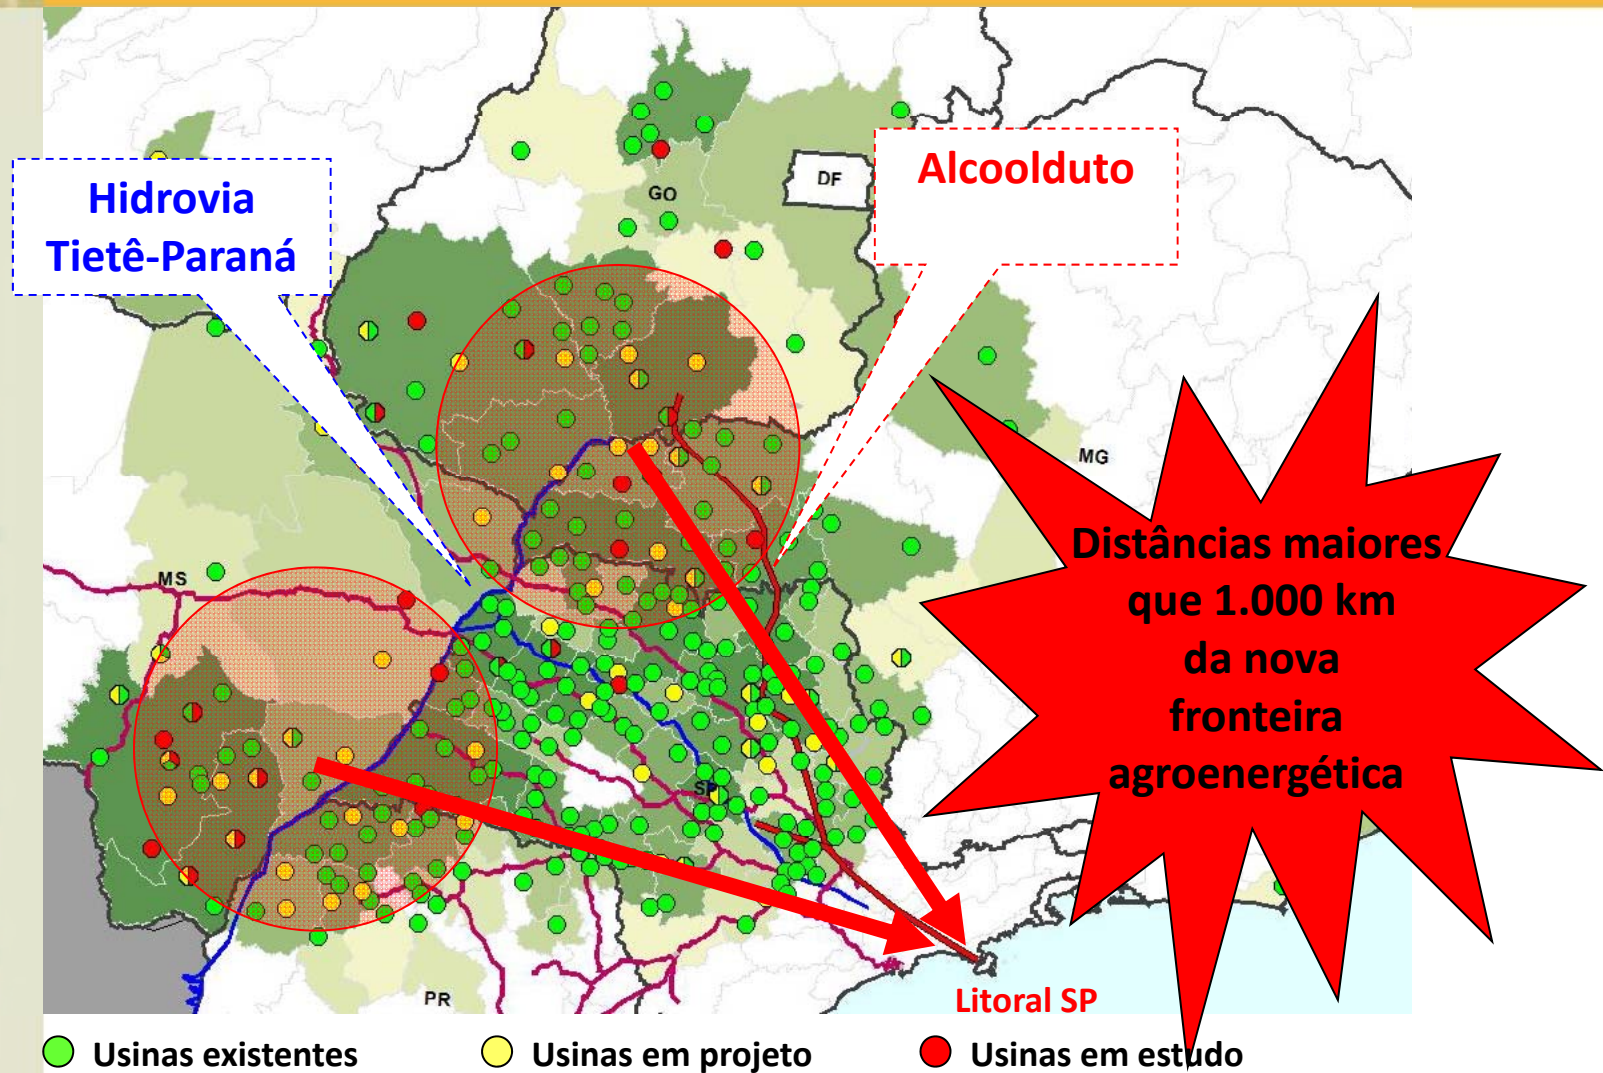 Hidrovia
Tietê-Paraná
Alcoolduto
GO
DF
MG
MS
SP
PR
Distâncias maiores
que 1.000 km
da nova
fronteira
agroenergética
Litoral SP
Usinas existentes
Usinas em projeto
Usinas em estudo